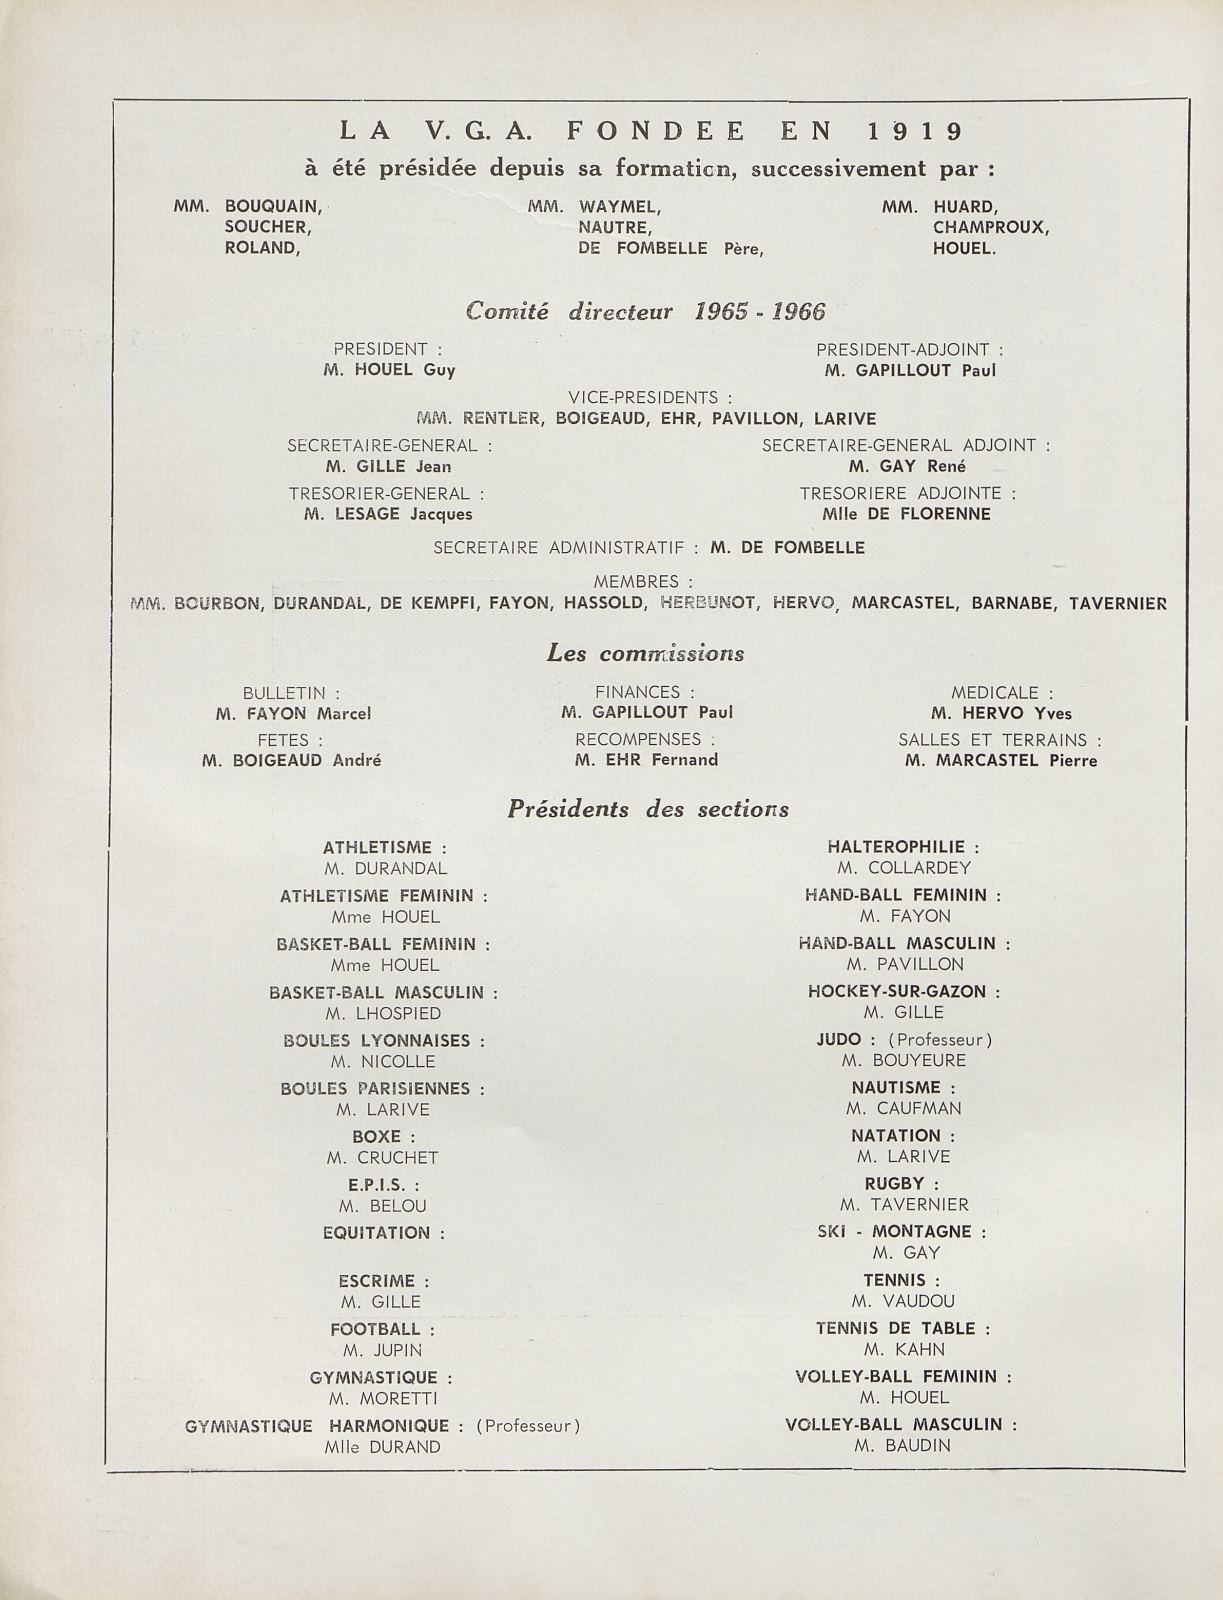 LA V. G. A. FONDEE EN 1919
à été présidée depuis sa formation, successivement par :
MM. BOUQUAIN,
SOUCHER,
ROLAND,
MM. WAYMEL,
NAUTRE,
DE FOMBELLE Père,
MM. HUARD,
CHAMPROUX,
HOUEL.
Comité directeur 1965 - 1966
PRESIDENT :
M. HOUEL Guy
PRESIDENT-ADJOINT :
M. GAPILLOUT Paul
VICE-PRESIDENTS :
MM. RENTLER, BOIGEAUD, EHR, PAVILLON, LARIVE
SECRETAIRE-GENERAL :
M. GILLE Jean
SECRETAIRE-GENERAL ADJOINT :
M. GAY René
TRESORIER-GENERAL :
M. LESAGE Jacques
TRESORIERE ADJOINTE :
Mlle DE FLORENNE
SECRETAIRE ADMINISTRATIF : M. DE FOMBELLE
MEMBRES :
MM. BOURBON, DURANDAL, DE KEMPFI, FAYON, HASSOLD, HERBUNOT, HERVO, MARCASTEL, BARNABE, TAVERNIER
Les commissions
BULLETIN :
M. FAYON Marcel
FINANCES :
M. GAPILLOUT Paul
MEDICALE :
M. HERVO Yves
FETES :
M. BOIGEAUD André
RECOMPENSES :
M. EHR Fernand
SALLES ET TERRAINS :
M. MARCASTEL Pierre
Présidents des sections
ATHLETISME :
M. DURANDAL
ATHLETISME FEMININ :
Mme HOUEL
BASKET-BALL FEMININ :
Mme HOUEL
BASKET-BALL MASCULIN :
M. LHOSPIED
BOULES LYONNAISES :
M. NICOLLE
BOULES PARISIENNES :
M. LARIVE
BOXE :
M. CRUCHET
E.P.I.S. :
M. BELOU
EQUITATION :
ESCRIME :
M. GILLE
FOOTBALL :
M. JUPIN
GYMNASTIQUE :
M. MORETTI
GYMNASTIQUE HARMONIQUE : (Professeur)
Mlle DURAND
HALTEROPHILIE :
M. COLLARDEY
HAND-BALL FEMININ :
M. FAYON
HAND-BALL MASCULIN :
M. PAVILLON
HOCKEY-SUR-GAZON :
M. GILLE
JUDO : (Professeur)
M. BOUYEURE
NAUTISME :
M. CAUFMAN
NATATION :
M. LARIVE
RUGBY :
M. TAVERNIER
SKI - MONTAGNE :
M. GAY
TENNIS :
M. VAUDOU
TENNIS DE TABLE :
M. KAHN
VOLLEY-BALL FEMININ :
M. HOUEL
VOLLEY-BALL MASCULIN :
M. BAUDIN